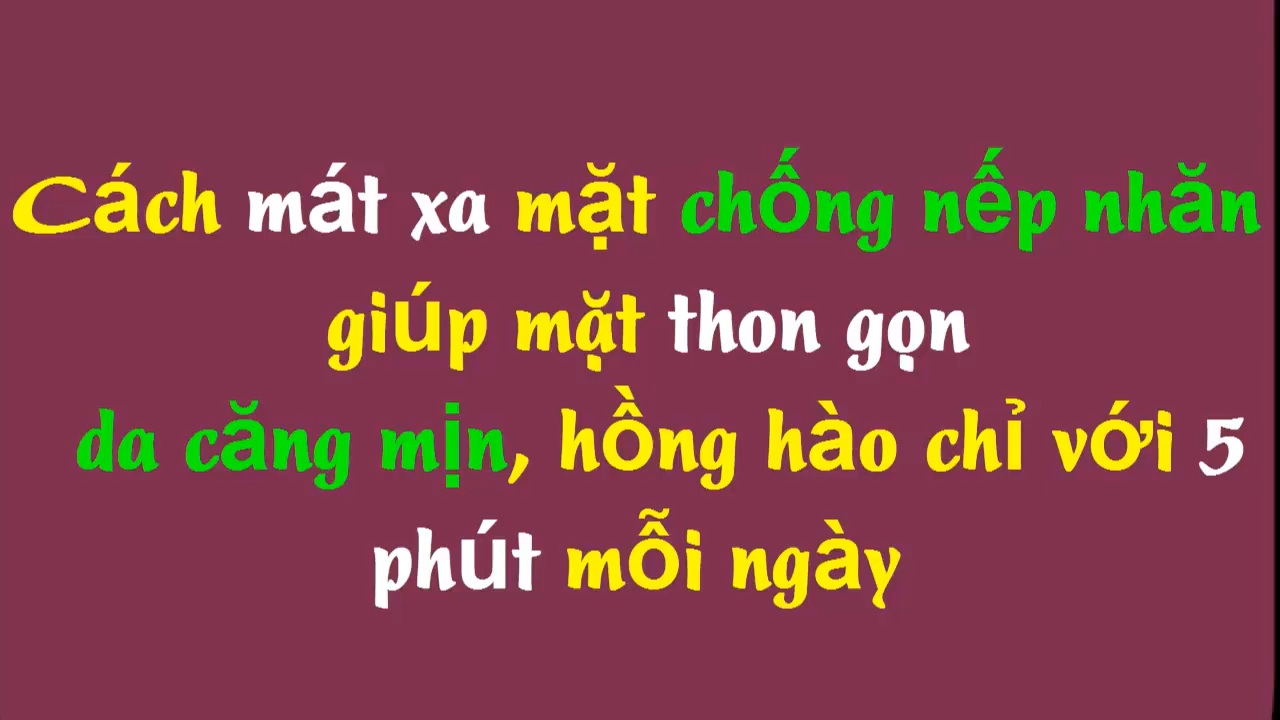 Cách mát xa mặt chống nếp nhăn
giúp mặt thon gọn
da căng mịn, hồng hào chỉ với 5
phút mỗi ngày